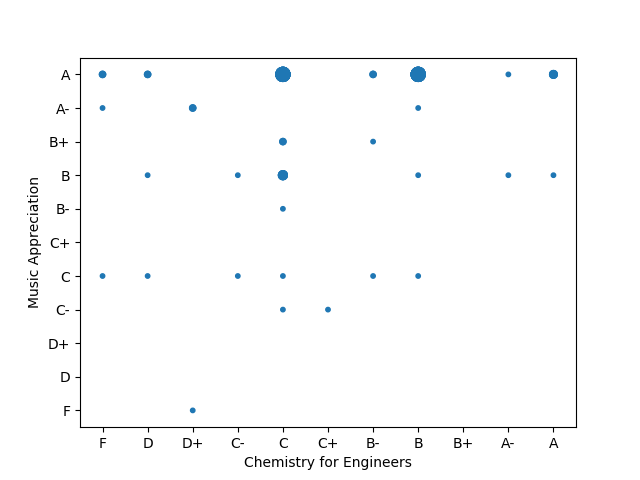 A
A-
B+
B
B-
C+
C
C-
D+
D
F
Music Appreciation
F D D+ C- C C+ B- B B+ A- A
Chemistry for Engineers